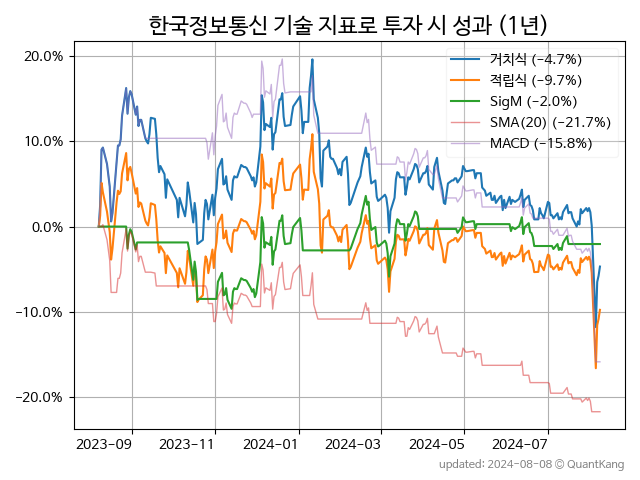 한국정보통신 기술 지표로 투자 시 성과 (1년)
20.0%
10.0%
0.0%
−10.0%
−20.0%
거치식 (−4.7%)
적립식 (−9.7%)
SigM (−2.0%)
SMA(20) (−21.7%)
MACD (−15.8%)
2023-09 2023-11 2024-01 2024-03 2024-05 2024-07
updated: 2024-08-08 © QuantKang